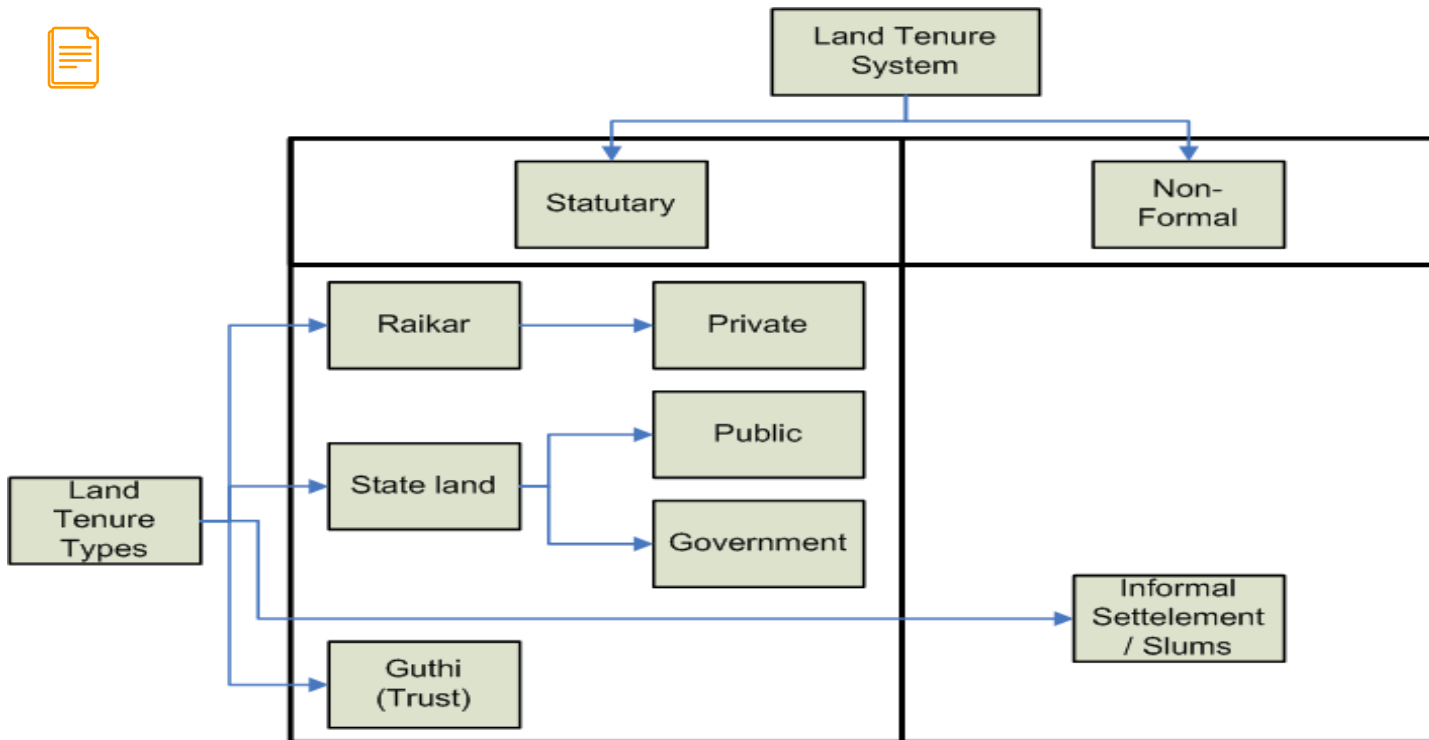 Land Tenure
System
Statutary
Non-
Formal
Raikar
Private
Public
State land
Land
Tenure
Types
Government
Informal
Settelement
/ Slums
Guthi
(Trust)